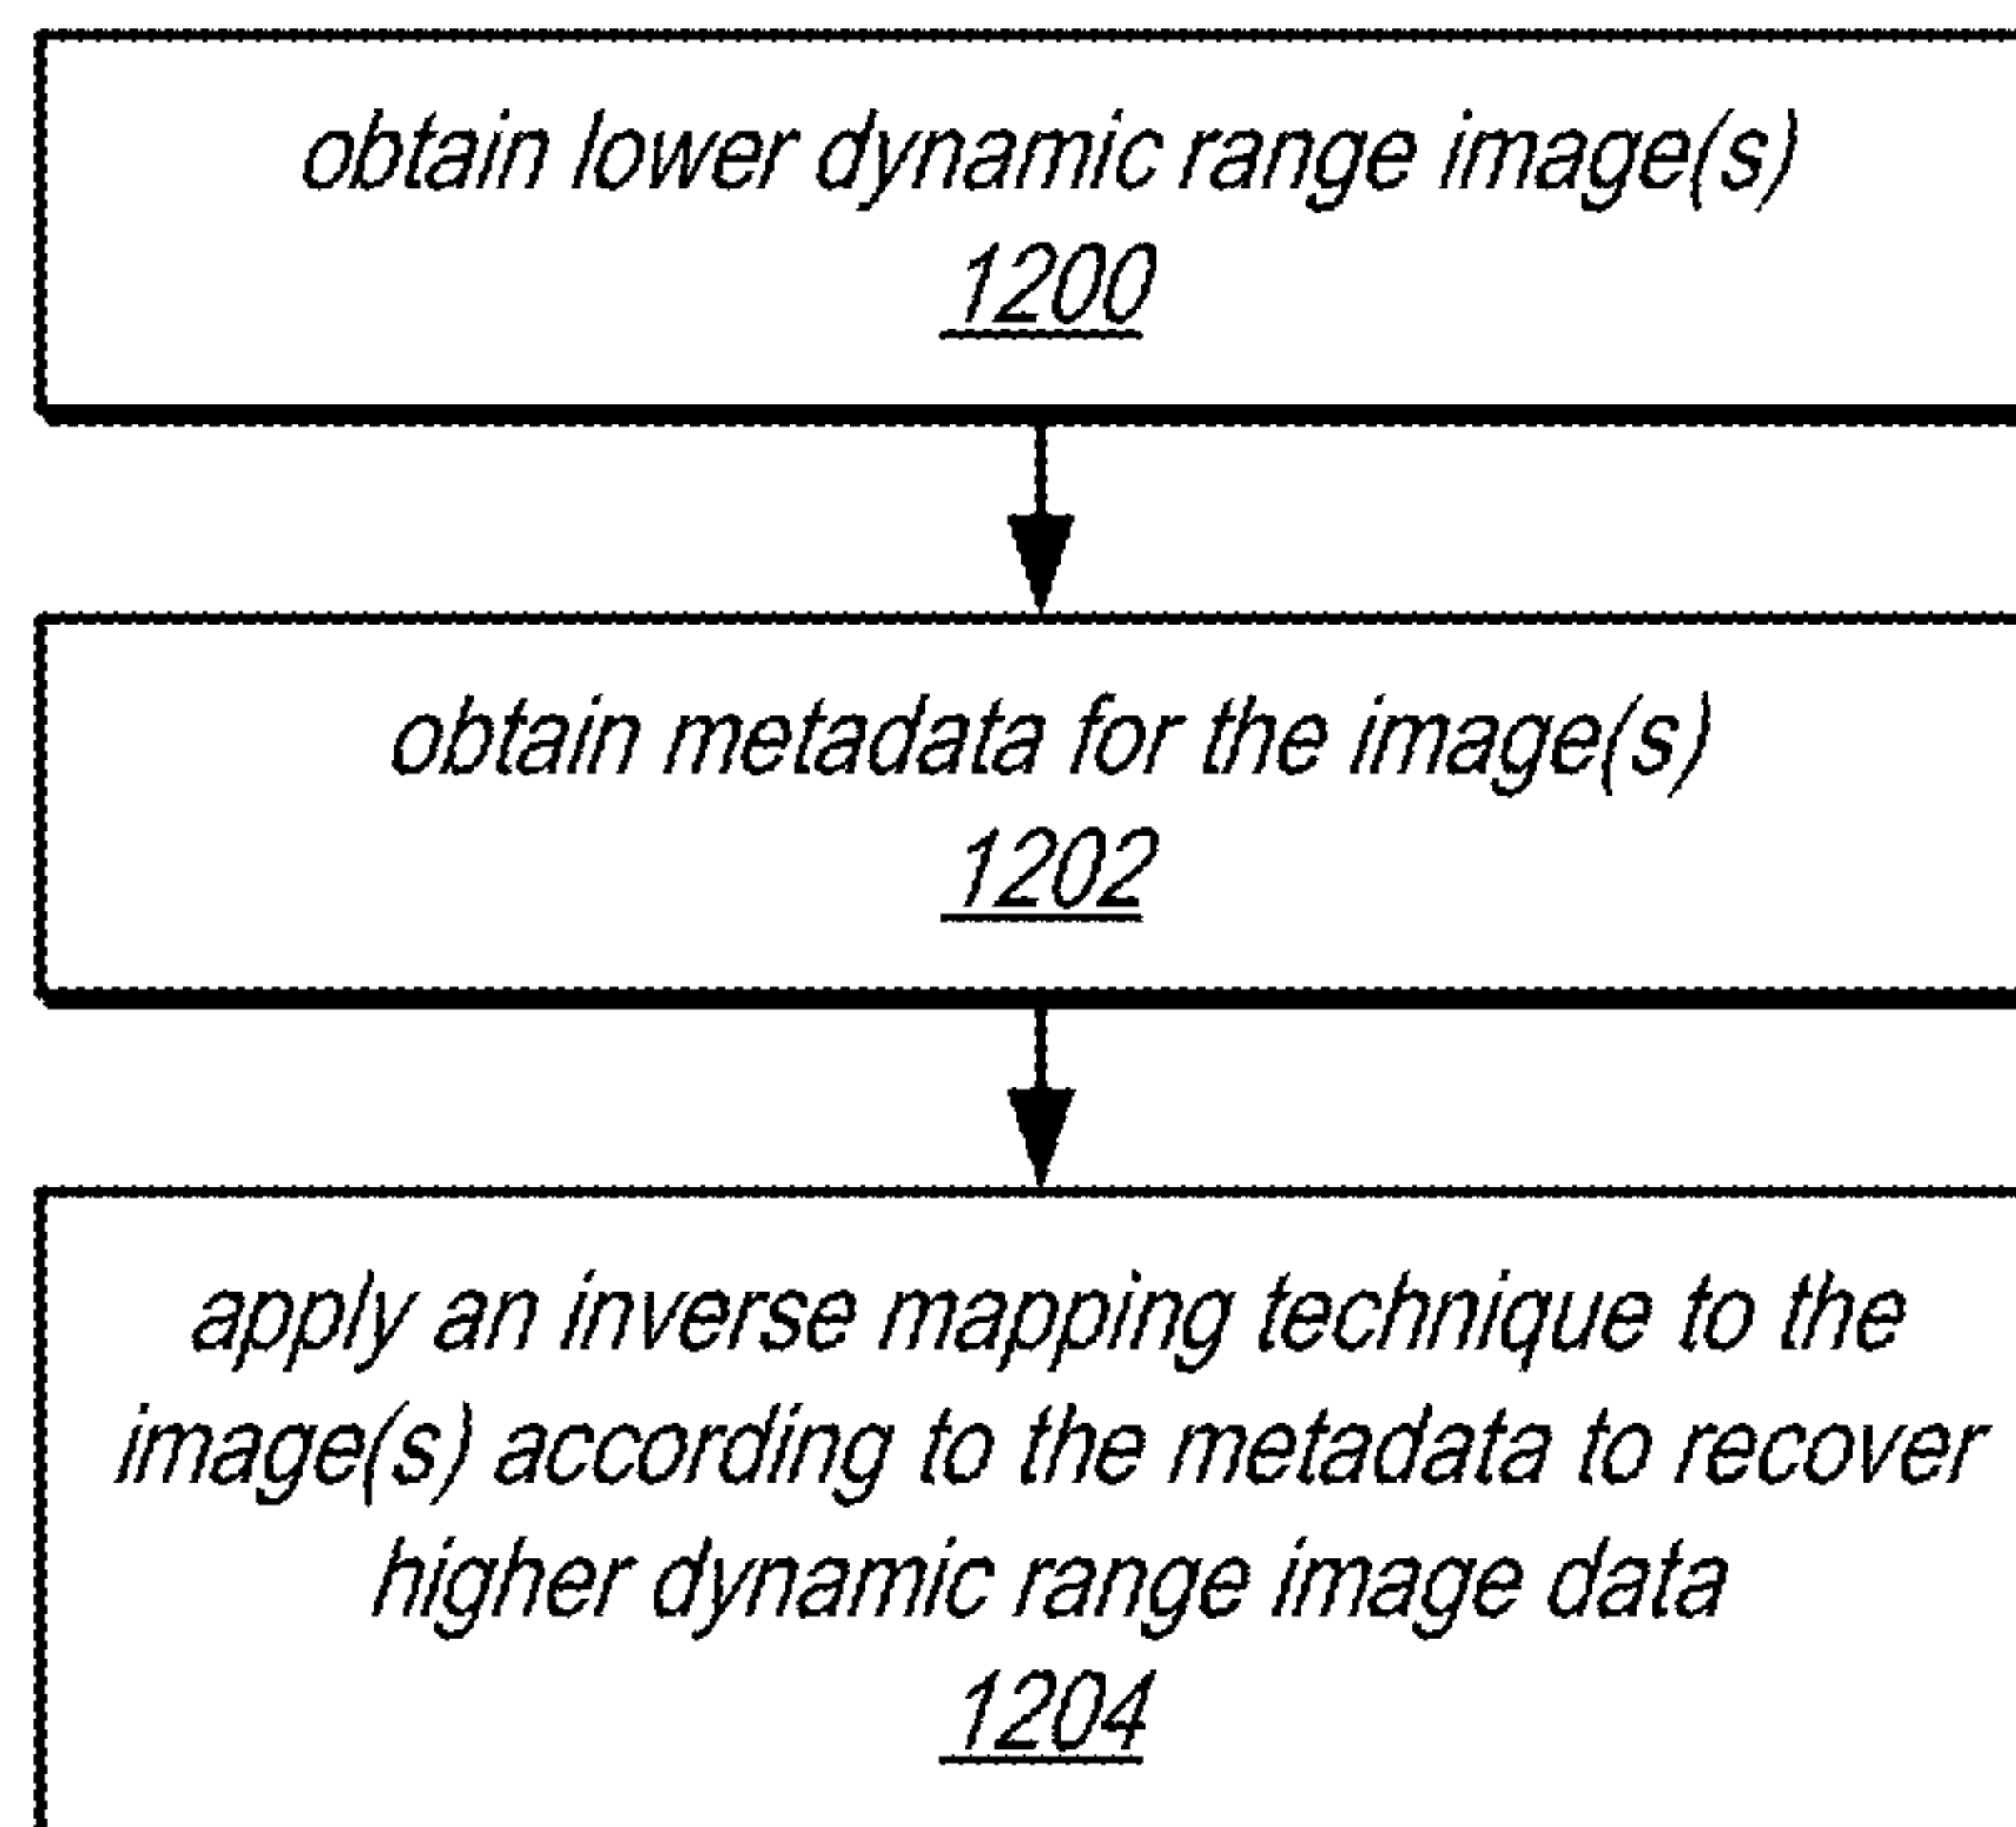 obtain lower dynamic range image(s)
1200
obtain metadata for the image(s)
1202
apply an inverse mapping technique to the
image(s) according to the metadata to recover
higher dynamic range image data
1204